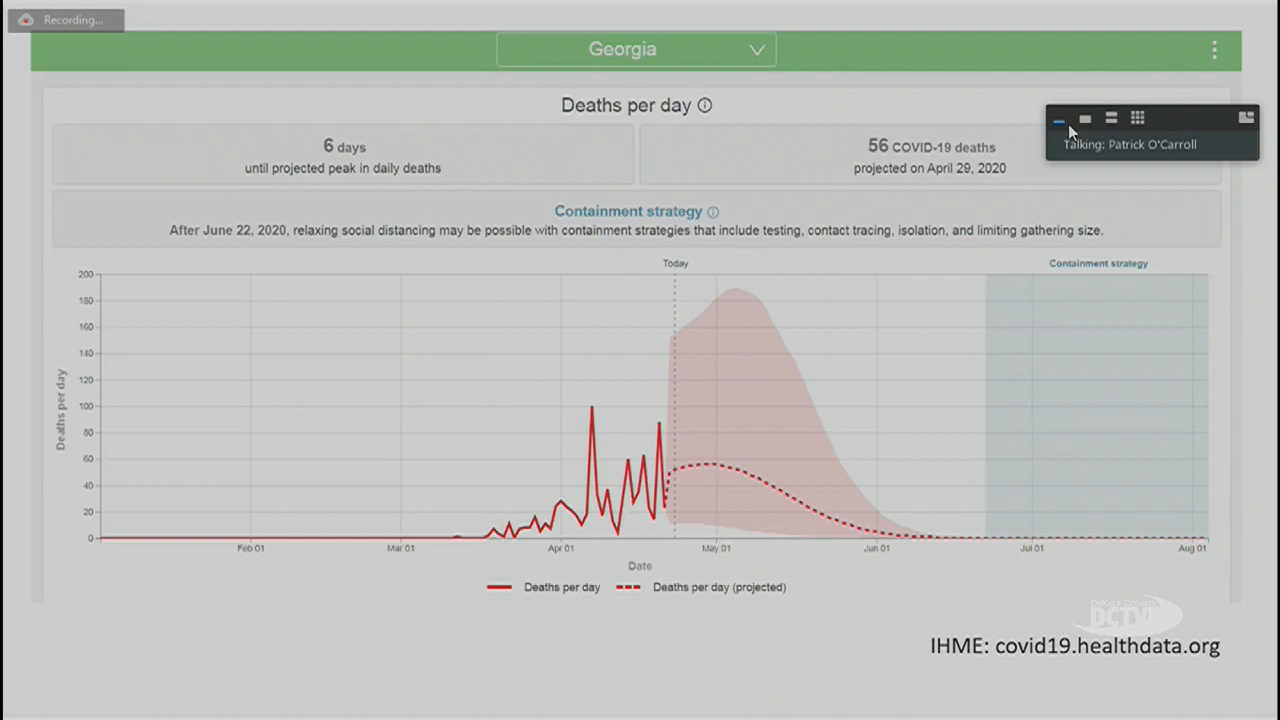 Recording...
Georgia
Deaths per day
6 days
until projected peak in daily deaths
56 COVID-19 deaths
projected on April 29, 2020
Talking: Patrick O'Carroll
Containment strategy
After June 22, 2020, relaxing social distancing may be possible with containment strategies that include testing, contact tracing, isolation, and limiting gathering size.
Today
Containment strategy
200
180
160
140
120
100
80
60
40
20
0
Deaths per day
Feb 01
Mar 01
Apr 01
May 01
Jun 01
Jul 01
Aug 01
Date
Deaths per day
Deaths per day (projected)
DeKalb County
DCTV
IHME: covid19.healthdata.org